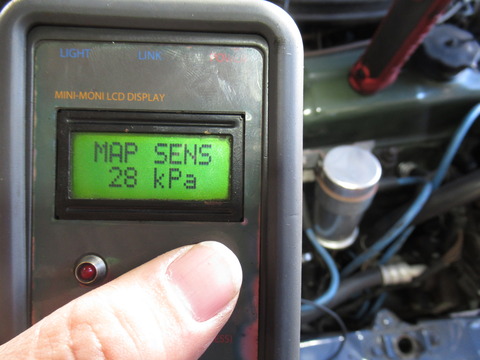 LIGHT LINK
MINI-MONI LCD DISPLAY
MAP SENS
28 kPa